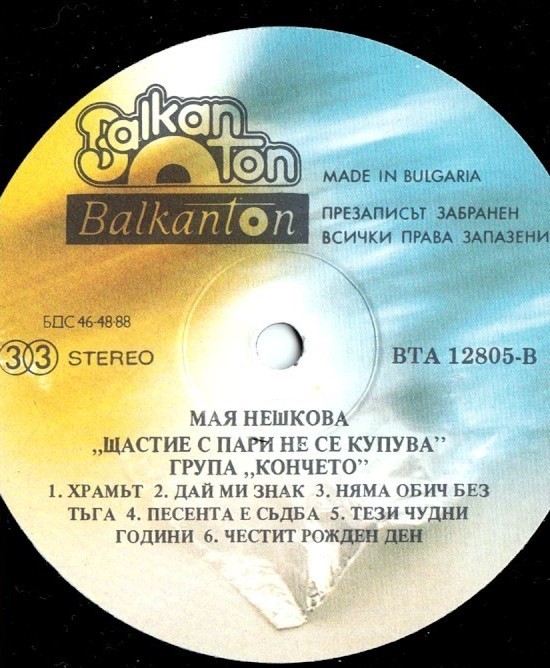 Balkan
ton
Balkanton
MADE IN BULGARIA
ПРЕЗАПИСЪТ ЗАБРАНЕН
ВСИЧКИ ПРАВА ЗАПАЗЕНИ
БДС 46-48-88
33 STEREO
ВТА 12805-В
МАЯ НЕШКОВА
„ЩАСТИЕ С ПАРИ НЕ СЕ КУПУВА”
ГРУПА „КОНЧЕТО”
1. ХРАМЪТ 2. ДАЙ МИ ЗНАК 3. НЯМА ОБИЧ БЕЗ
ТЪГА 4. ПЕСЕНТА Е СЪДБА 5. ТЕЗИ ЧУДНИ
ГОДИНИ 6. ЧЕСТИТ РОЖДЕН ДЕН